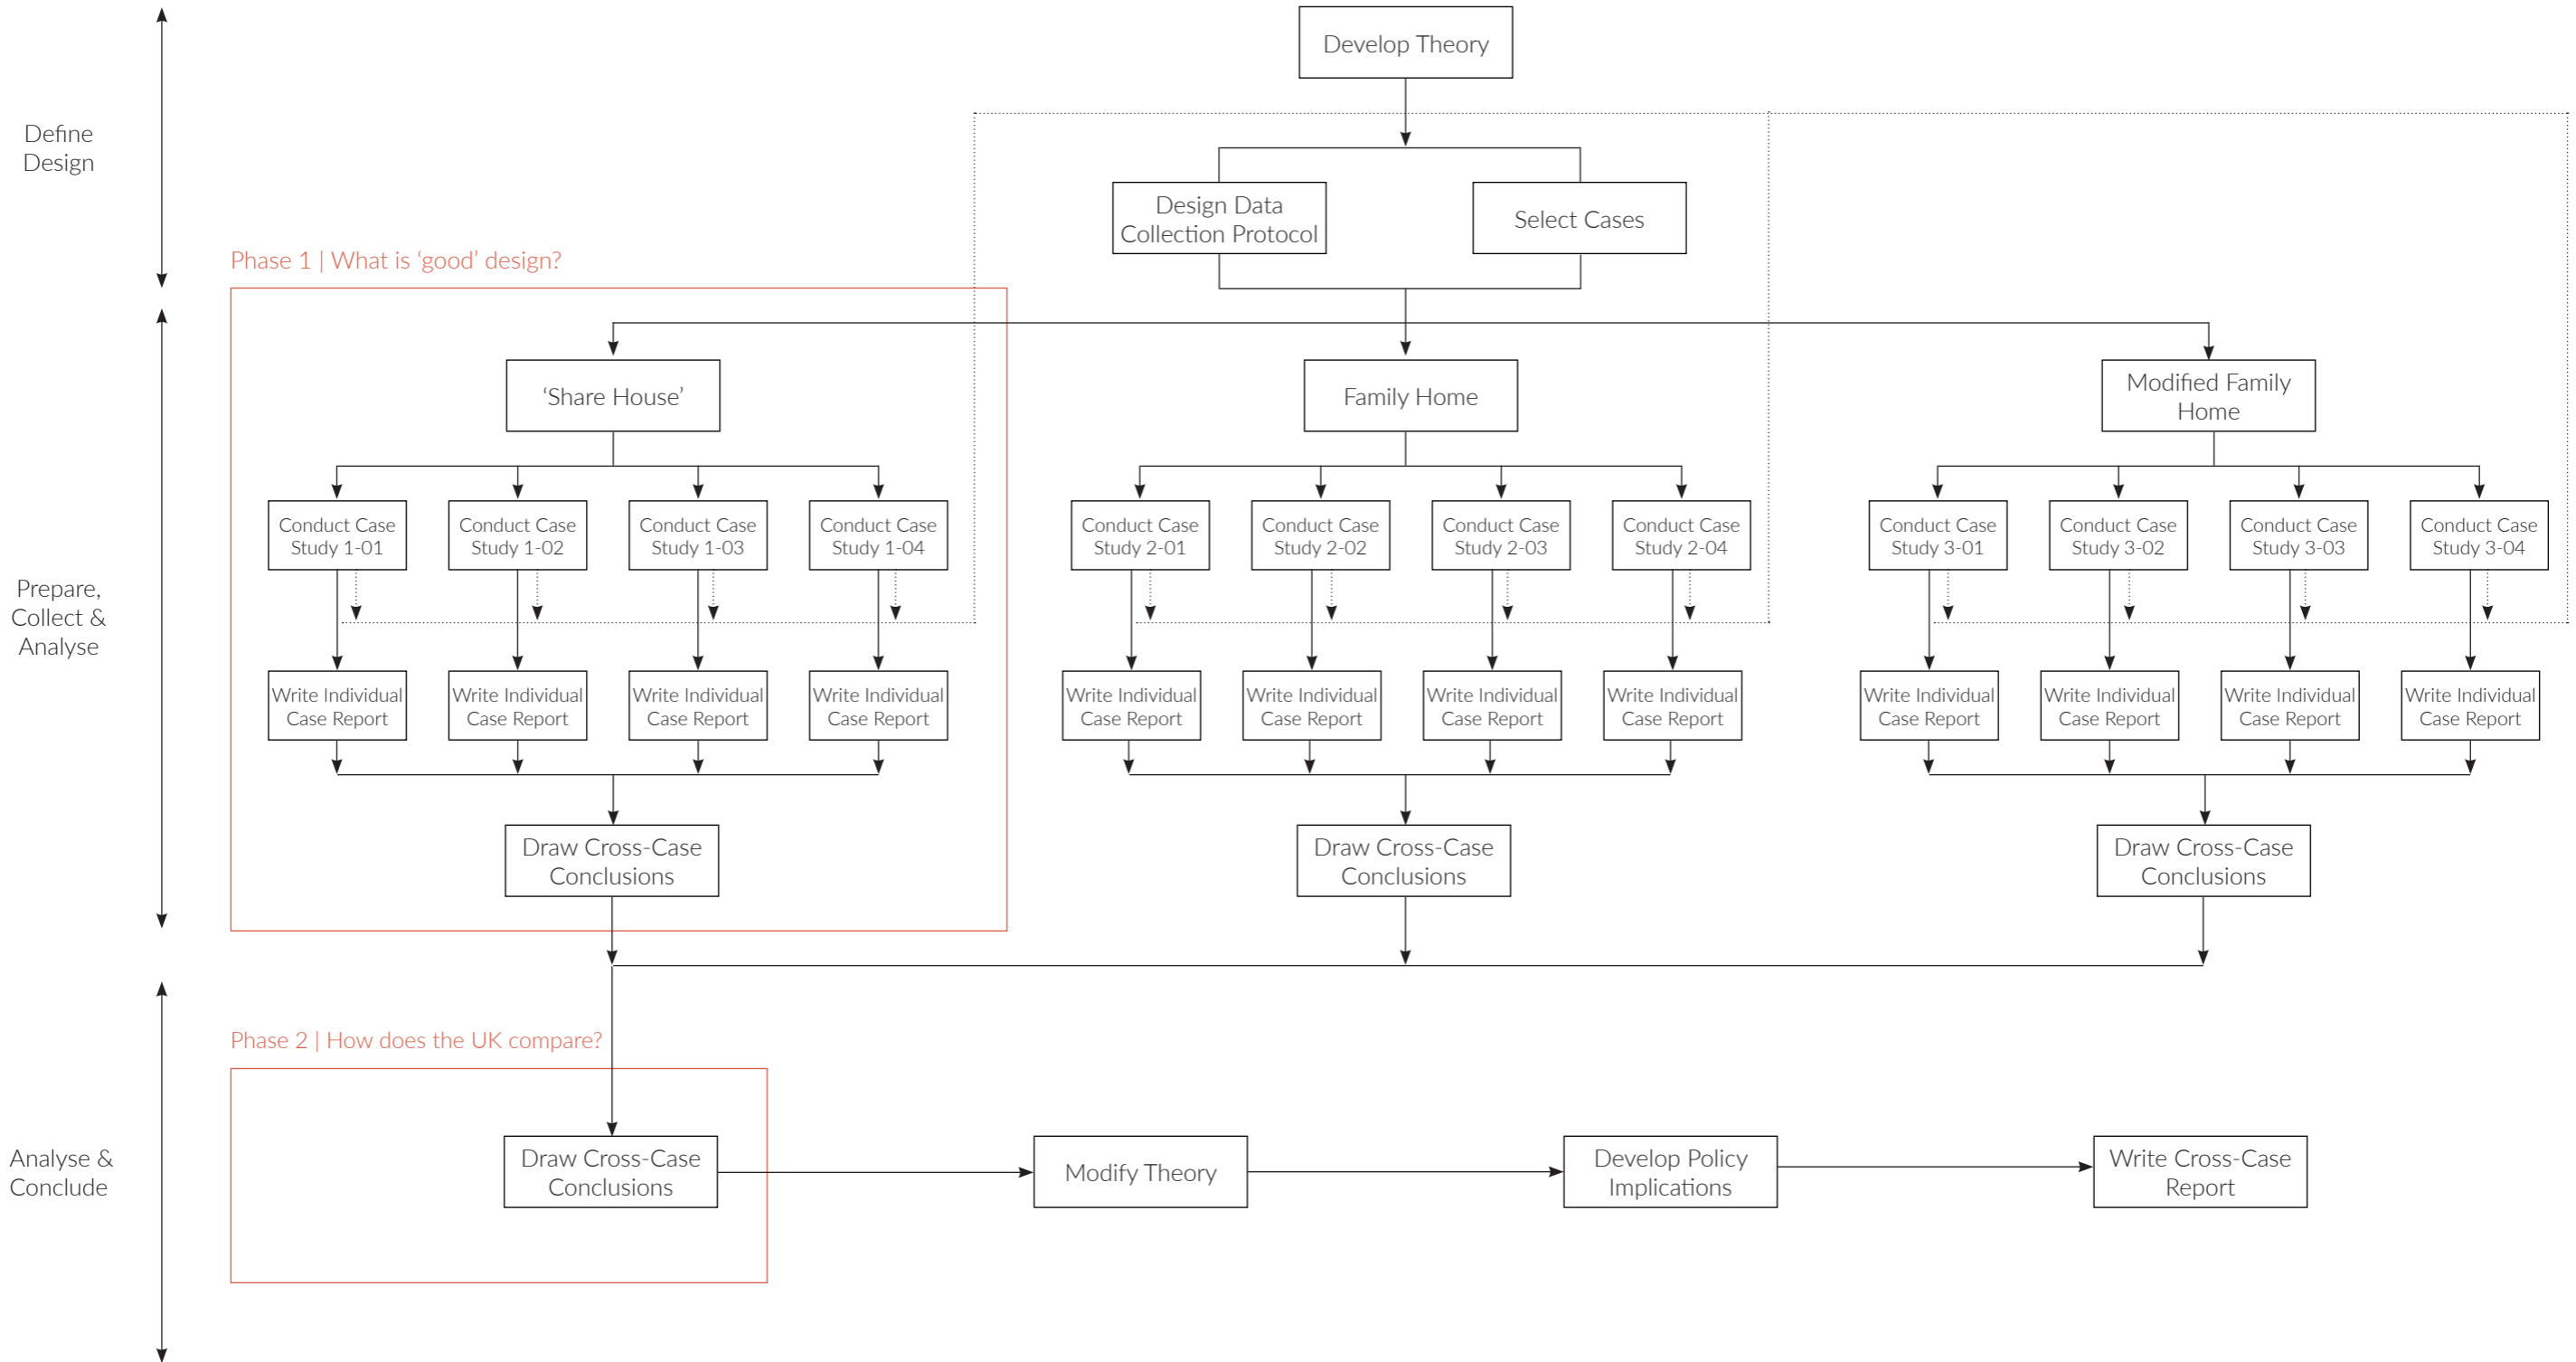 Develop Theory
Define
Design
Design Data
Collection Protocol
Select Cases
Phase 1 | What is ‘good’ design?
‘Share House’
Family Home
Modified Family
Home
Conduct Case
Study 1-01
Conduct Case
Study 1-02
Conduct Case
Study 1-03
Conduct Case
Study 1-04
Conduct Case
Study 2-01
Conduct Case
Study 2-02
Conduct Case
Study 2-03
Conduct Case
Study 2-04
Conduct Case
Study 3-01
Conduct Case
Study 3-02
Conduct Case
Study 3-03
Conduct Case
Study 3-04
Prepare,
Collect &
Analyse
Write Individual
Case Report
Write Individual
Case Report
Write Individual
Case Report
Write Individual
Case Report
Write Individual
Case Report
Write Individual
Case Report
Write Individual
Case Report
Write Individual
Case Report
Write Individual
Case Report
Write Individual
Case Report
Write Individual
Case Report
Write Individual
Case Report
Draw Cross-Case
Conclusions
Draw Cross-Case
Conclusions
Draw Cross-Case
Conclusions
Phase 2 | How does the UK compare?
Analyse &
Conclude
Draw Cross-Case
Conclusions
Modify Theory
Develop Policy
Implications
Write Cross-Case
Report